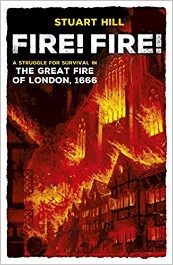 STUART HILL
FIRE! FIRE!
A STRUGGLE FOR SURVIVAL IN
THE GREAT FIRE
OF LONDON, 1666